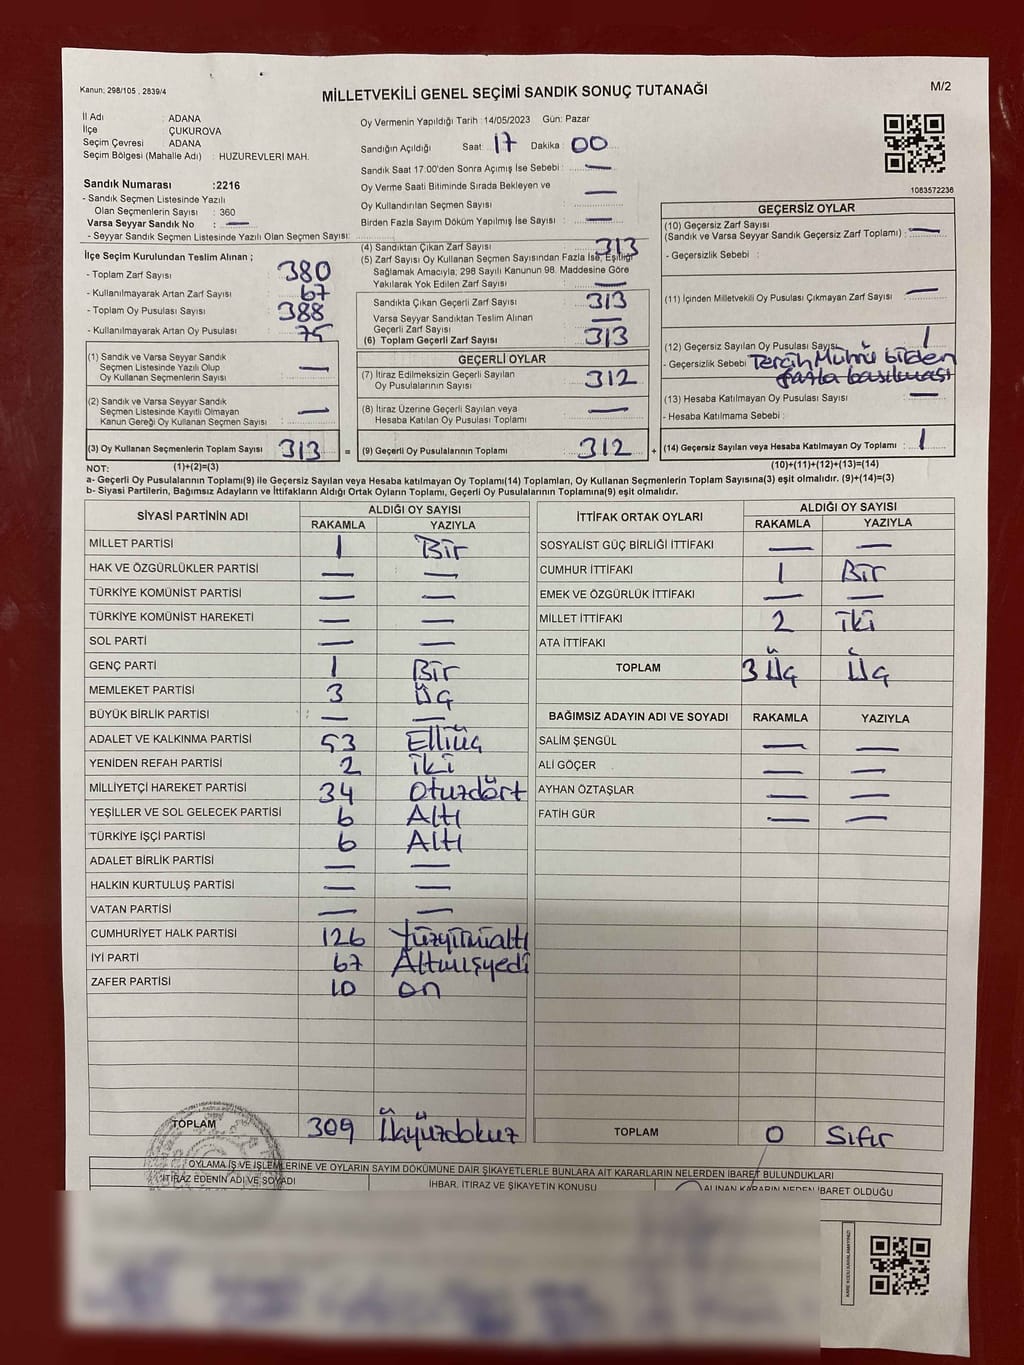 Kanun: 298/105 , 2839/4
MİLLETVEKİLİ GENEL SEÇİMİ SANDIK SONUÇ TUTANAĞI
M/2
İl Adı : ADANA
İlçe : ÇUKUROVA
Seçim Çevresi : ADANA
Seçim Bölgesi (Mahalle Adı) : HUZUREVLERİ MAH.
Sandık Numarası :2216
- Sandık Seçmen Listesinde Yazılı
Olan Seçmenlerin Sayısı : 360
Varsa Seyyar Sandık No : —
- Seyyar Sandık Seçmen Listesinde Yazılı Olan Seçmen Sayısı:
Oy Vermenin Yapıldığı Tarih :14/05/2023 Gün: Pazar
Sandığın Açıldığı Saat: 17 Dakika: 00
Sandık Saat 17:00'den Sonra Açımış İse Sebebi : —
Oy Verme Saati Bitiminde Sırada Bekleyen ve
Oy Kullandırılan Seçmen Sayısı : —
Birden Fazla Sayım Döküm Yapılmış İse Sayısı : —
1083572236
İlçe Seçim Kurulundan Teslim Alınan ;
- Toplam Zarf Sayısı : 380
- Kullanılmayarak Artan Zarf Sayısı : 67
- Toplam Oy Pusulası Sayısı : 388
- Kullanılmayarak Artan Oy Pusulası : 75
(1) Sandık ve Varsa Seyyar Sandık
Seçmen Listesinde Yazılı Olup
Oy Kullanan Seçmenlerin Sayısı : —
(2) Sandık ve Varsa Seyyar Sandık
Seçmen Listesinde Kayıtlı Olmayan
Kanun Gereği Oy Kullanan Seçmen Sayısı : —
(3) Oy Kullanan Seçmenlerin Toplam Sayısı : 313 =
(4) Sandıktan Çıkan Zarf Sayısı : 313
(5) Zarf Sayısı Oy Kullanan Seçmen Sayısından Fazla İse, Eşitliği
Sağlamak Amacıyla, 298 Sayılı Kanunun 98. Maddesine Göre
Yakılarak Yok Edilen Zarf Sayısı : —
Sandıkta Çıkan Geçerli Zarf Sayısı : 313
Varsa Seyyar Sandıktan Teslim Alınan
Geçerli Zarf Sayısı : —
(6) Toplam Geçerli Zarf Sayısı : 313
GEÇERLİ OYLAR
(7) İtiraz Edilmeksizin Geçerli Sayılan
Oy Pusulalarının Sayısı : 312
(8) İtiraz Üzerine Geçerli Sayılan veya
Hesaba Katılan Oy Pusulası Toplamı : —
(9) Geçerli Oy Pusulalarının Toplamı : 312 +
GEÇERSİZ OYLAR
(10) Geçersiz Zarf Sayısı
(Sandık ve Varsa Seyyar Sandık Geçersiz Zarf Toplamı) : —
- Geçersizlik Sebebi :
(11) İçinden Milletvekili Oy Pusulası Çıkmayan Zarf Sayısı : —
(12) Geçersiz Sayılan Oy Pusulası Sayısı : 1
- Geçersizlik Sebebi Tercih Mührü birden
fazla basılması
(13) Hesaba Katılmayan Oy Pusulası Sayısı : —
- Hesaba Katılmama Sebebi :
(14) Geçersiz Sayılan veya Hesaba Katılmayan Oy Toplamı : 1
NOT: (1)+(2)=(3)
(10)+(11)+(12)+(13)=(14)
a- Geçerli Oy Pusulalarının Toplamı(9) ile Geçersiz Sayılan veya Hesaba katılmayan Oy Toplamı(14) Toplamları, Oy Kullanan Seçmenlerin Toplam Sayısına(3) eşit olmalıdır. (9)+(14)=(3)
b- Siyasi Partilerin, Bağımsız Adayların ve İttifakların Aldığı Ortak Oyların Toplamı, Geçerli Oy Pusulalarının Toplamına(9) eşit olmalıdır.
SİYASİ PARTİNİN ADI ALDIĞI OY SAYISI
RAKAMLA YAZIYLA
MİLLET PARTİSİ 1 Bir
HAK VE ÖZGÜRLÜKLER PARTİSİ — —
TÜRKİYE KOMÜNİST PARTİSİ — —
TÜRKİYE KOMÜNİST HAREKETİ — —
SOL PARTİ — —
GENÇ PARTİ 1 Bir
MEMLEKET PARTİSİ 3 Üç
BÜYÜK BİRLİK PARTİSİ — —
ADALET VE KALKINMA PARTİSİ 53 Elliüç
YENİDEN REFAH PARTİSİ 2 iki
MİLLİYETÇİ HAREKET PARTİSİ 34 Otuzdört
YEŞİLLER VE SOL GELECEK PARTİSİ 6 Altı
TÜRKİYE İŞÇİ PARTİSİ 6 Altı
ADALET BİRLİK PARTİSİ — —
HALKIN KURTULUŞ PARTİSİ — —
VATAN PARTİSİ — —
CUMHURİYET HALK PARTİSİ 126 Yüzyirmialtı
İYİ PARTİ 67 Altmışyedi
ZAFER PARTİSİ 10 on
TOPLAM 309 Üçyüzdokuz
İTTİFAK ORTAK OYLARI ALDIĞI OY SAYISI
RAKAMLA YAZIYLA
SOSYALİST GÜÇ BİRLİĞİ İTTİFAKI — —
CUMHUR İTTİFAKI 1 Bir
EMEK VE ÖZGÜRLÜK İTTİFAKI — —
MİLLET İTTİFAKI 2 iki
ATA İTTİFAKI
TOPLAM 3 Üç Üç
BAĞIMSIZ ADAYIN ADI VE SOYADI RAKAMLA YAZIYLA
SALİM ŞENGÜL — —
ALİ GÖÇER — —
AYHAN ÖZTAŞLAR — —
FATİH GÜR — —
TOPLAM 0 Sıfır
OYLAMA İŞ VE İŞLEMLERİNE VE OYLARIN SAYIM DÖKÜMÜNE DAİR ŞİKAYETLERLE BUNLARA AİT KARARLARIN NELERDEN İBARET BULUNDUKLARI
İTİRAZ EDENİN ADI VE SOYADI İHBAR, İTİRAZ VE ŞİKAYETİN KONUSU ALINAN KARARIN NEDEN İBARET OLDUĞU